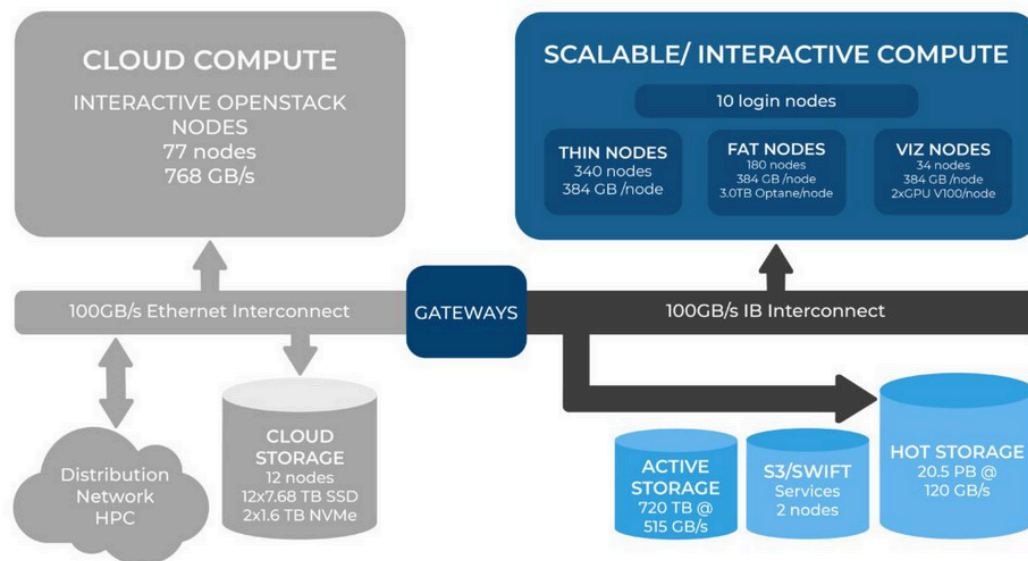 CLOUD COMPUTE
INTERACTIVE OPENSTACK
NODES
77 nodes
768 GB/s
SCALABLE/ INTERACTIVE COMPUTE
10 login nodes
THIN NODES
340 nodes
384 GB /node
FAT NODES
180 nodes
384 GB/node
3.0TB Optane/node
VIZ NODES
34 nodes
384 GB/node
2xGPU V100/node
100GB/s Ethernet Interconnect
GATEWAYS
100GB/s IB Interconnect
Distribution
Network
HPC
CLOUD
STORAGE
12 nodes
12x7.68 TB SSD
2x1.6 TB NVMe
ACTIVE
STORAGE
720 TB @
515 GB/s
S3/SWIFT
Services
2 nodes
HOT STORAGE
20.5 PB @
120 GB/s